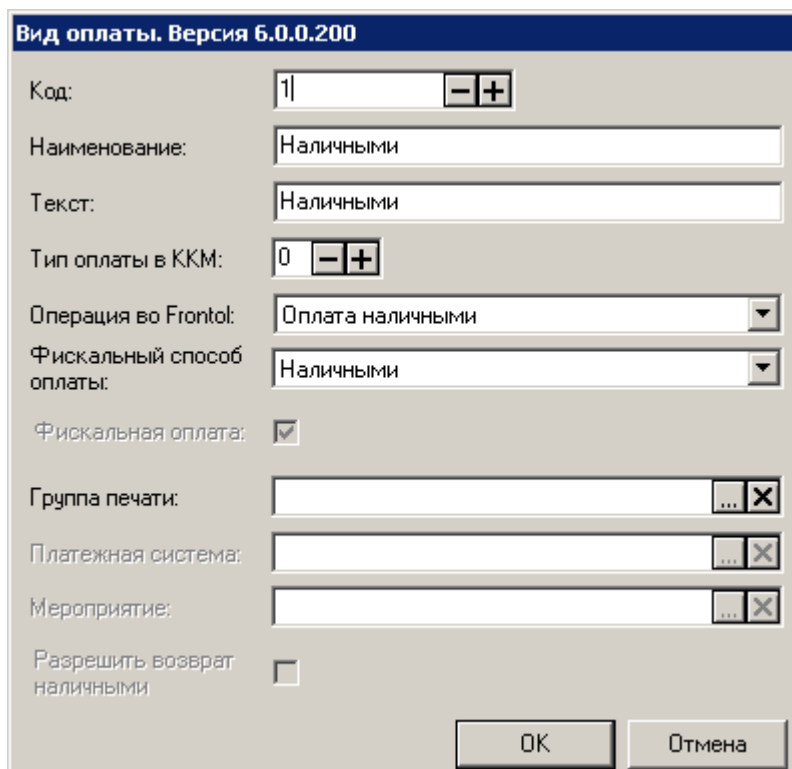 Вид оплаты. Версия 6.0.0.200
Код: 1
Наименование: Наличными
Текст: Наличными
Тип оплаты в ККМ: 0
Операция во Frontol: Оплата наличными
Фискальный способ
оплаты: Наличными
Фискальная оплата:
Группа печати: ...
Платежная система: ...
Мероприятие: ...
Разрешить возврат
наличными
ОК Отмена